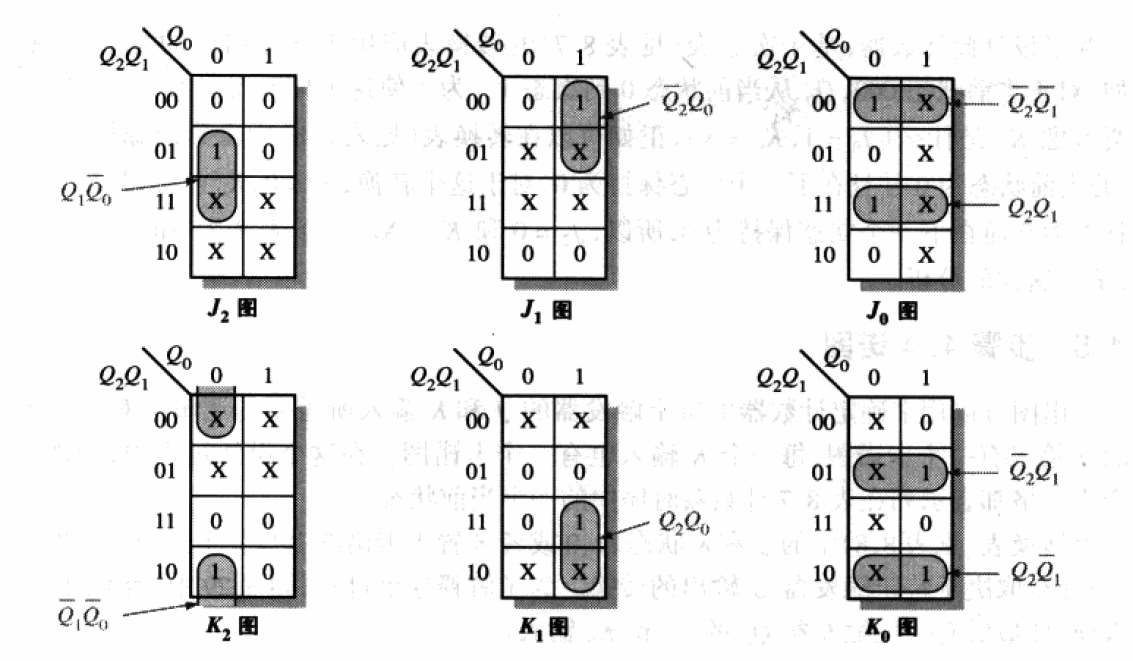 Q₀
Q₂Q₁ 0 1
00 0 0
01 1 0
11 X X
10 X X
Q₁Q̅₀
J₂ 图
Q₀
Q₂Q₁ 0 1
00 0 1
01 X X
11 X X
10 0 0
Q̅₂Q₀
J₁ 图
Q₀
Q₂Q₁ 0 1
00 1 X
01 0 X
11 1 X
10 0 X
Q̅₂Q̅₁
Q₂Q₁
J₀ 图
Q₀
Q₂Q₁ 0 1
00 X X
01 X X
11 0 0
10 1 0
Q̅₁Q̅₀
K₂ 图
Q₀
Q₂Q₁ 0 1
00 X X
01 0 0
11 0 1
10 X X
Q₂Q₀
K₁ 图
Q₀
Q₂Q₁ 0 1
00 X 0
01 X 1
11 X 0
10 X 1
Q̅₂Q₁
Q₂Q̅₁
K₀ 图